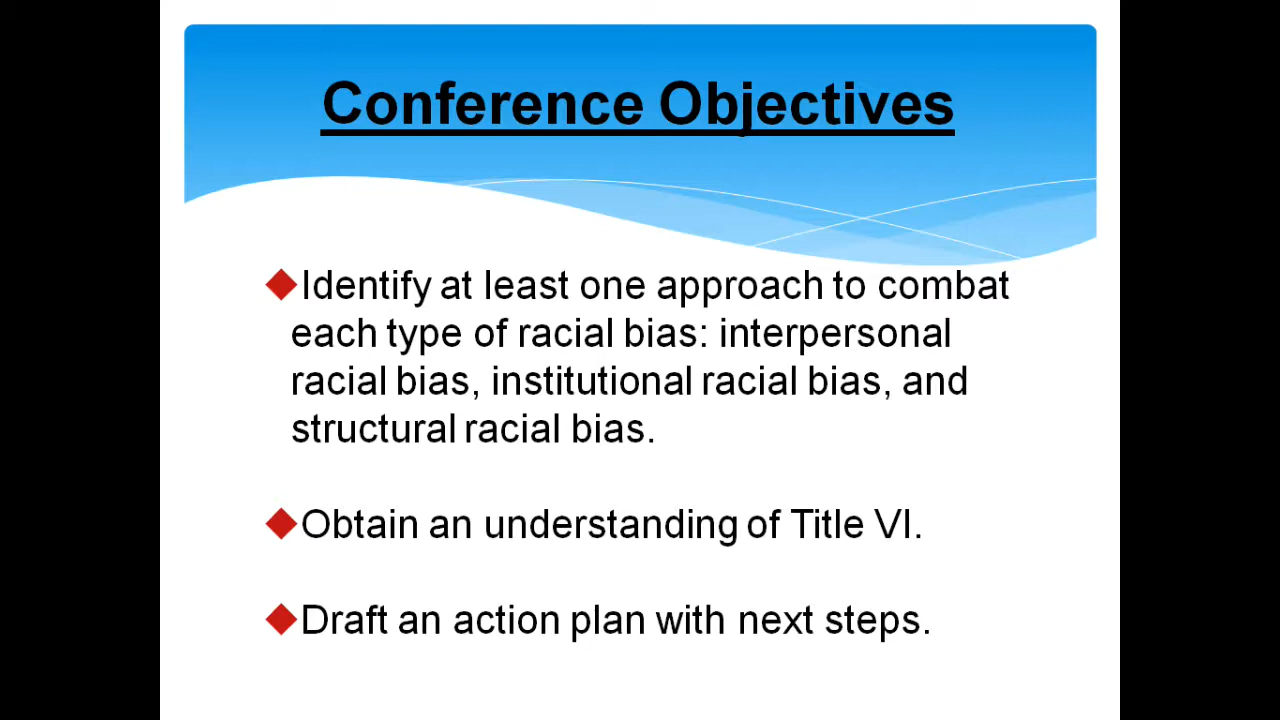 Conference Objectives
Identify at least one approach to combat
each type of racial bias: interpersonal
racial bias, institutional racial bias, and
structural racial bias.
Obtain an understanding of Title VI.
Draft an action plan with next steps.